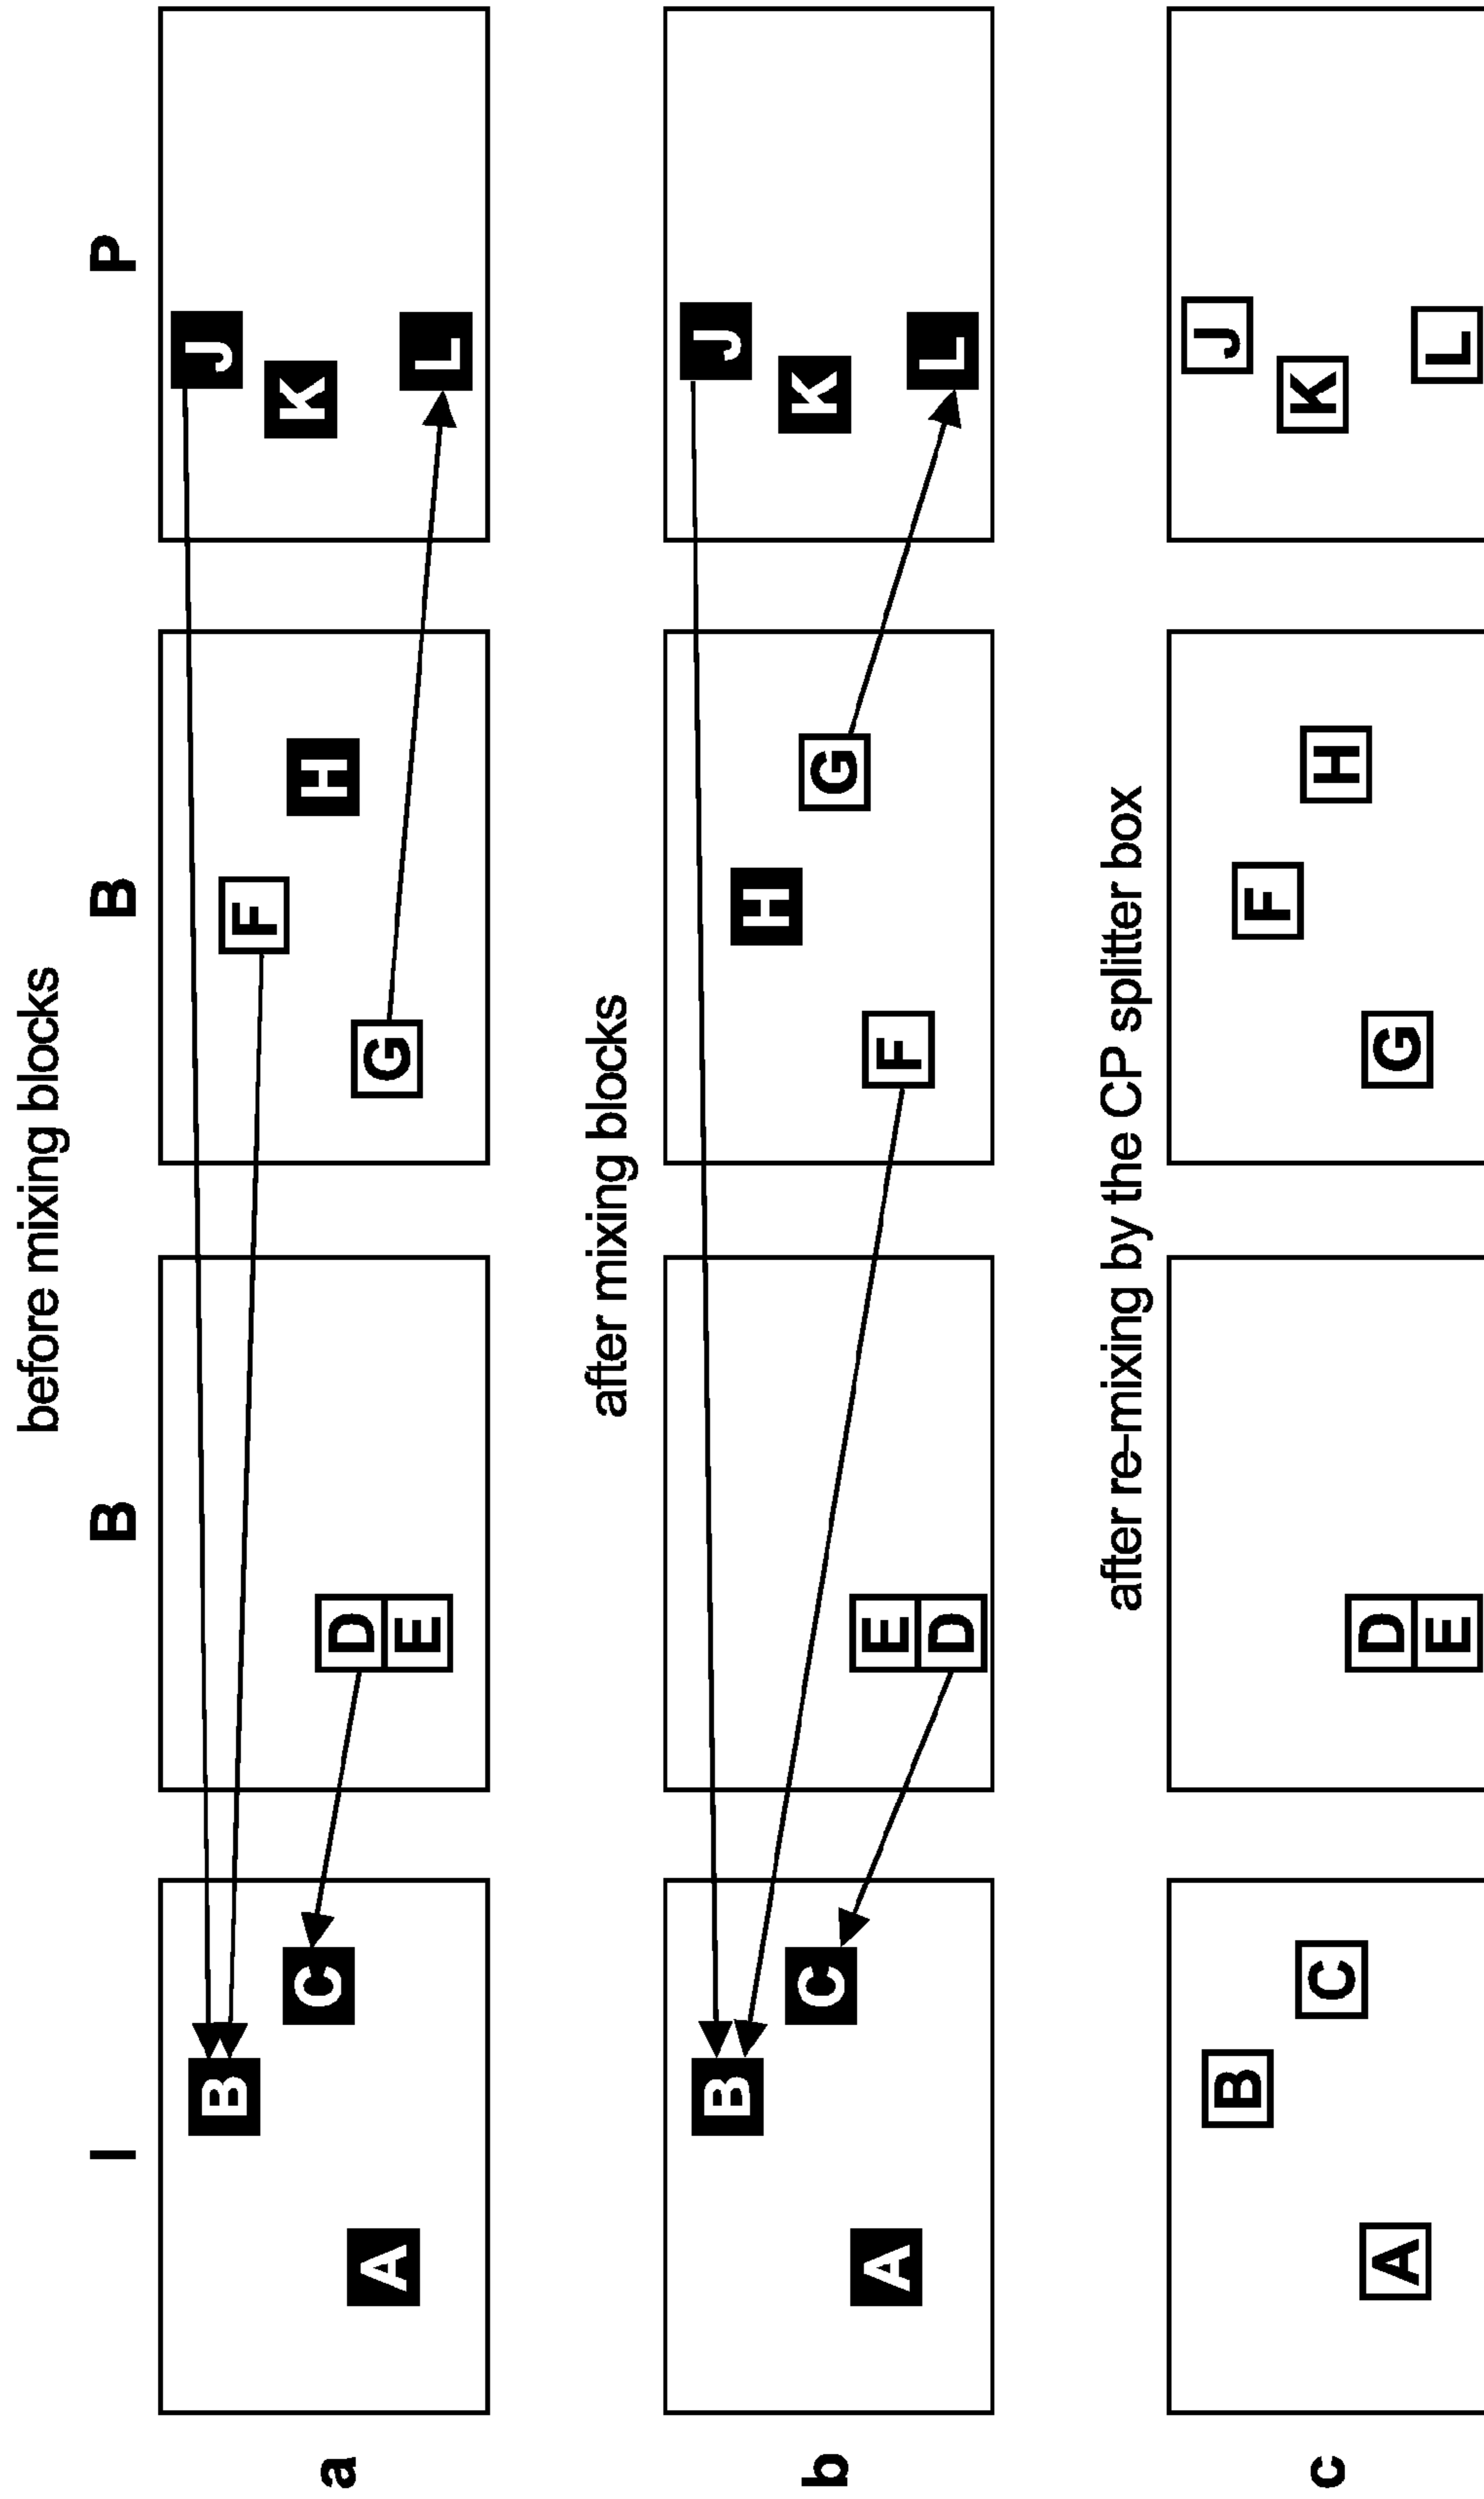 before mixing blocks
I B B P
a
A B C D E F G H J K L
after mixing blocks
b
A B C E D F H G J K L
after re-mixing by the CP splitter box
c
A B C D E G F H J K L